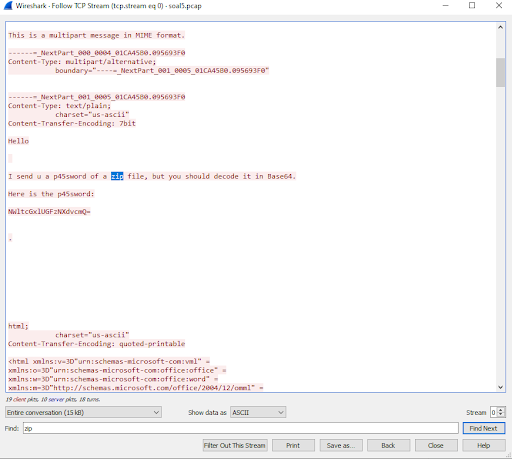 Wireshark - Follow TCP Stream (tcp.stream eq 0) - soal5.pcap
This is a multipart message in MIME format.
------=_NextPart_000_0004_01CA45B0.095693F0
Content-Type: multipart/alternative;
boundary="----=_NextPart_001_0005_01CA45B0.095693F0"
------=_NextPart_001_0005_01CA45B0.095693F0
Content-Type: text/plain;
charset="us-ascii"
Content-Transfer-Encoding: 7bit
Hello
I send u a p45sword of a zip file, but you should decode it in Base64.
Here is the p45sword:
NWltcGxlUGFzNXdvcmQ=
.
html;
charset="us-ascii"
Content-Transfer-Encoding: quoted-printable
<html xmlns:v=3D"urn:schemas-microsoft-com:vml" =
xmlns:o=3D"urn:schemas-microsoft-com:office:office" =
xmlns:w=3D"urn:schemas-microsoft-com:office:word" =
xmlns:m=3D"http://schemas.microsoft.com/office/2004/12/omml" =
19 client pkts, 18 server pkts, 18 turns.
Entire conversation (15 kB)
Show data as ASCII
Stream 0
Find: zip
Find Next
Filter Out This Stream
Print
Save as...
Back
Close
Help